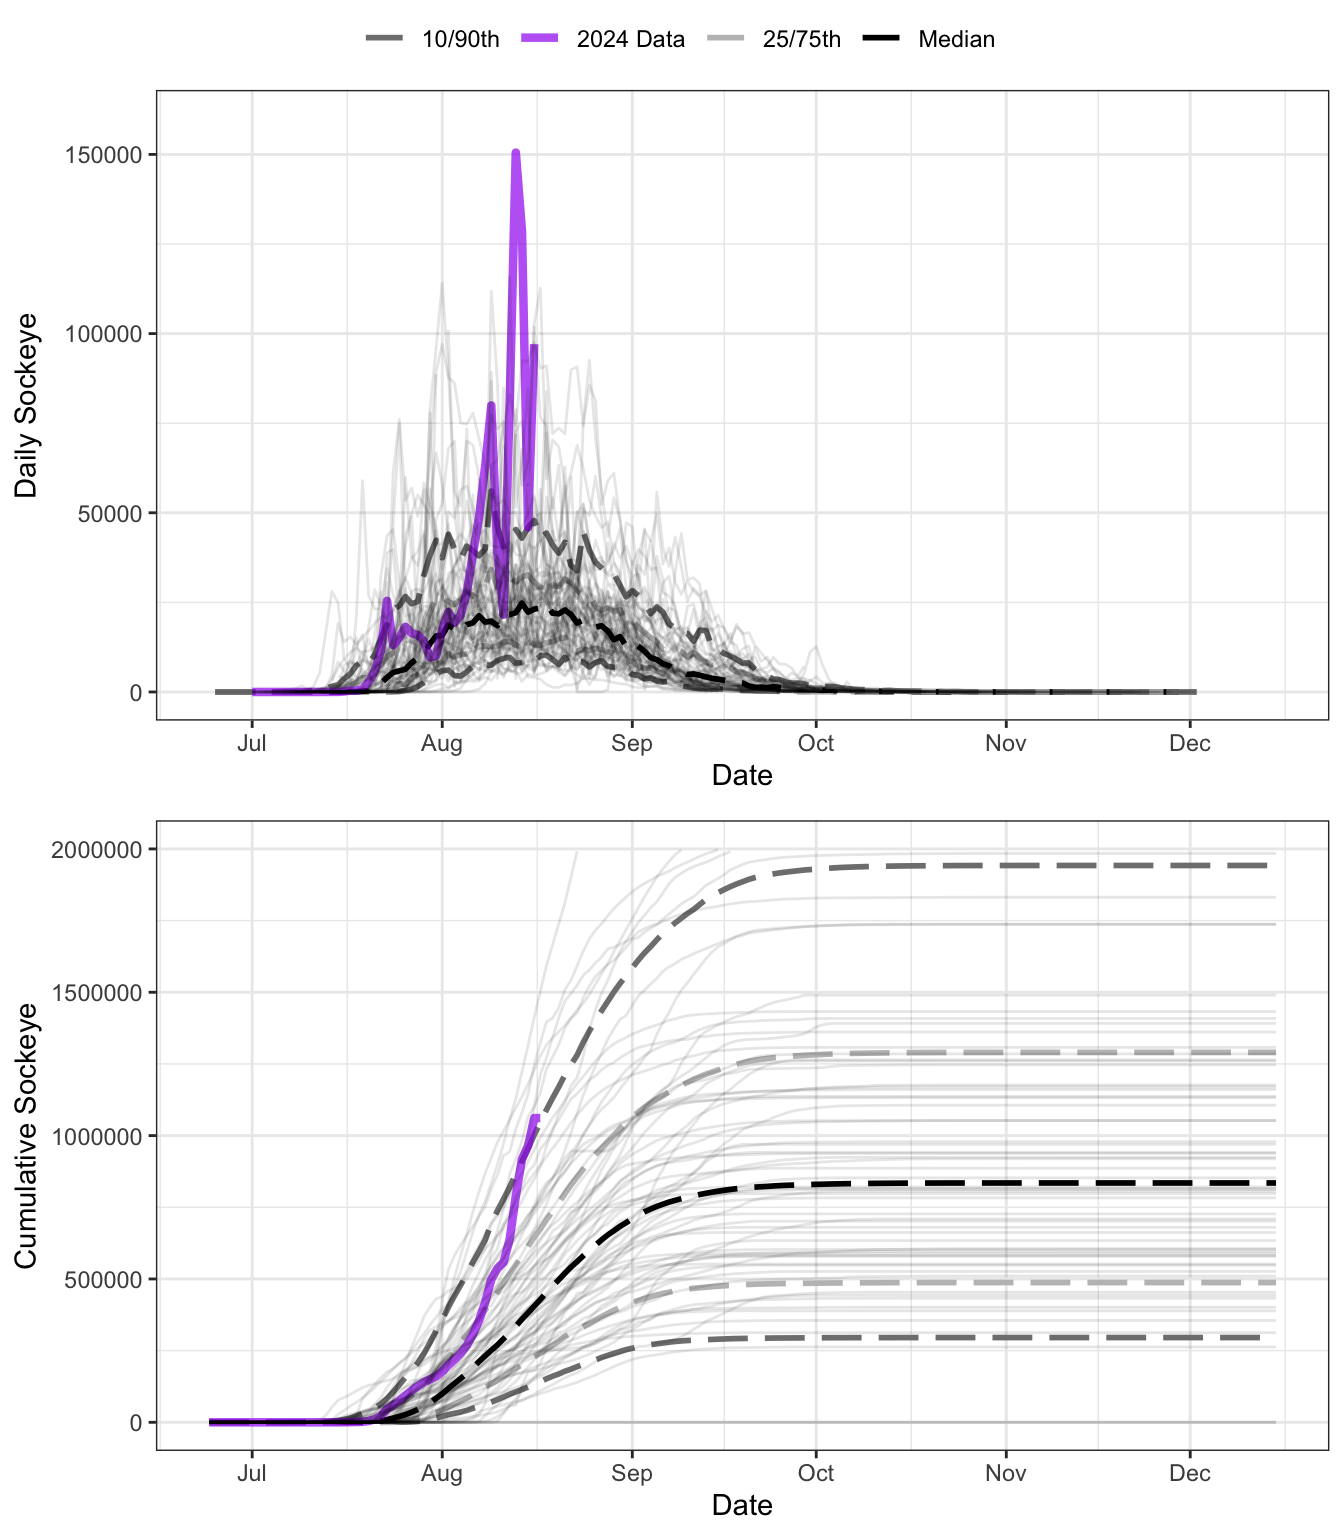 10/90th 2024 Data 25/75th Median
150000
100000
50000
0
Daily Sockeye
Jul Aug Sep Oct Nov Dec
Date
2000000
1500000
1000000
500000
0
Cumulative Sockeye
Jul Aug Sep Oct Nov Dec
Date